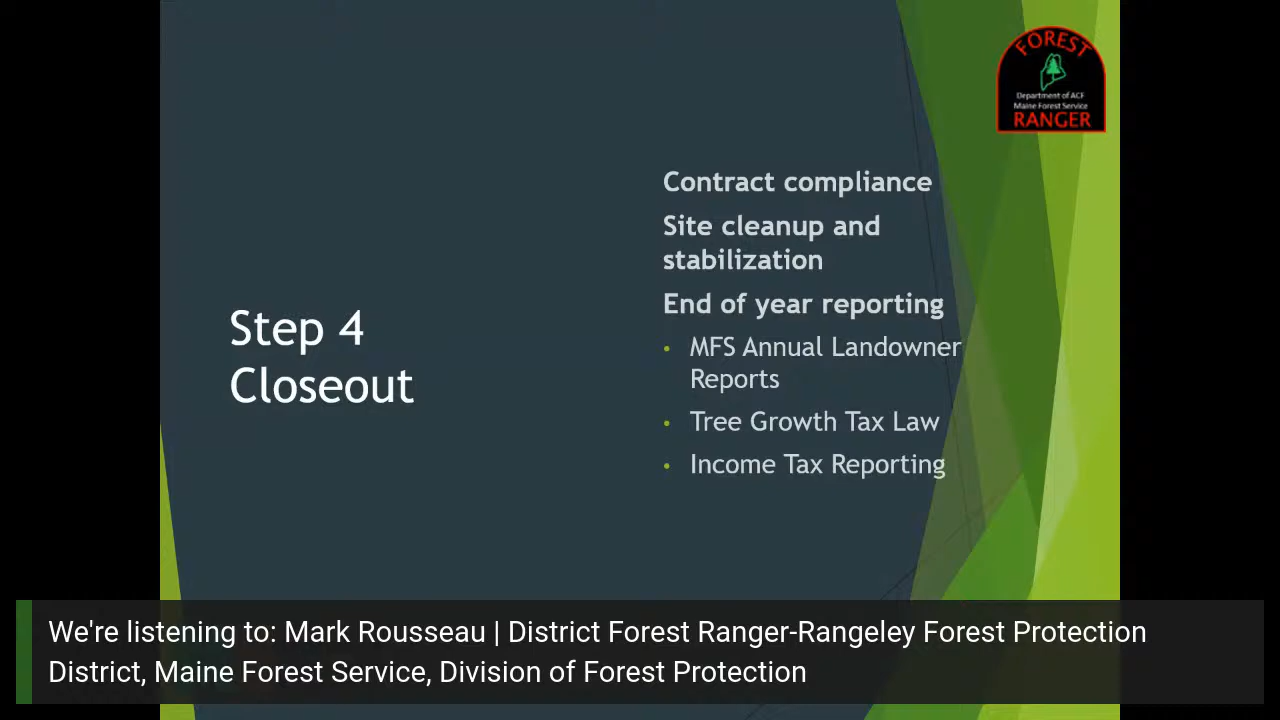 FOREST
Department of ACF
Maine Forest Service
RANGER
Contract compliance
Site cleanup and
stabilization
End of year reporting
• MFS Annual Landowner
Reports
• Tree Growth Tax Law
• Income Tax Reporting
Step 4
Closeout
We're listening to: Mark Rousseau | District Forest Ranger-Rangeley Forest Protection
District, Maine Forest Service, Division of Forest Protection